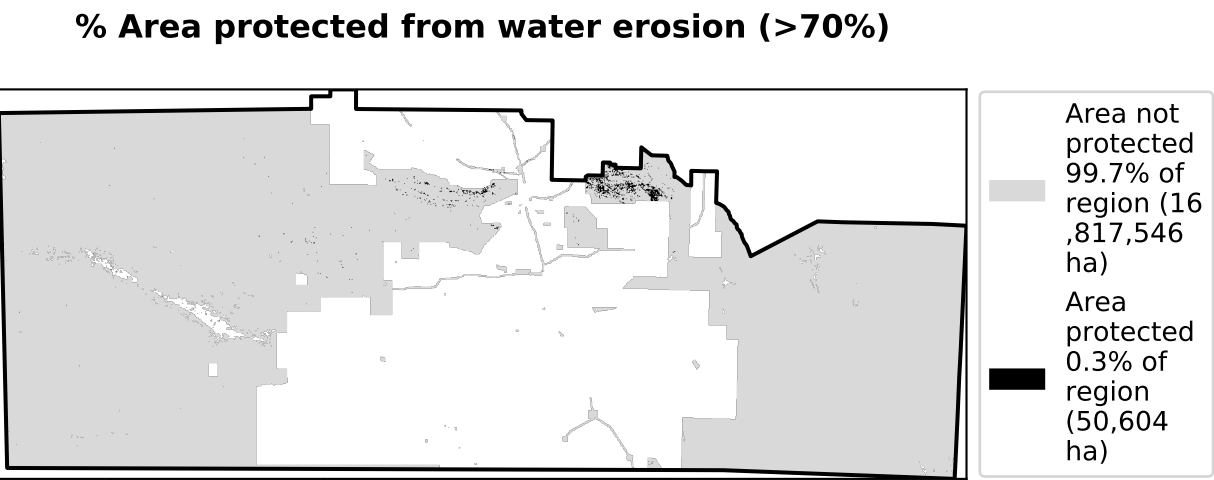 % Area protected from water erosion (>70%)
Area not
protected
99.7% of
region (16
,817,546
ha)
Area
protected
0.3% of
region
(50,604
ha)